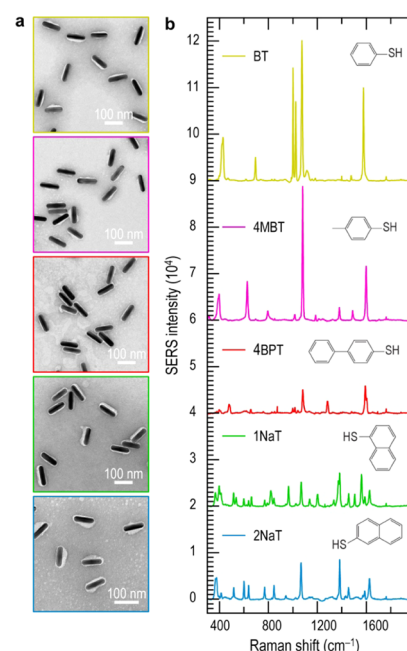 a
100 nm
100 nm
100 nm
100 nm
100 nm
b
12
11
10
9
8
7
6
5
4
3
2
1
0
SERS intensity (10⁴)
BT
SH
4MBT
SH
4BPT
SH
1NaT
HS
2NaT
HS
400
800
1200
1600
Raman shift (cm⁻¹)